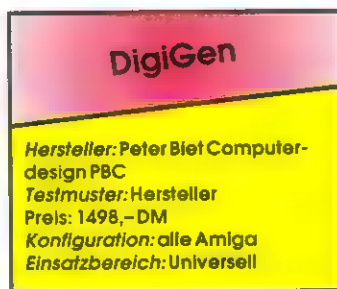 DigiGen
Hersteller: Peter Biet Computer-
design PBC
Testmuster: Hersteller
Preis: 1498,– DM
Konfiguration: alle Amiga
Einsatzbereich: Universell